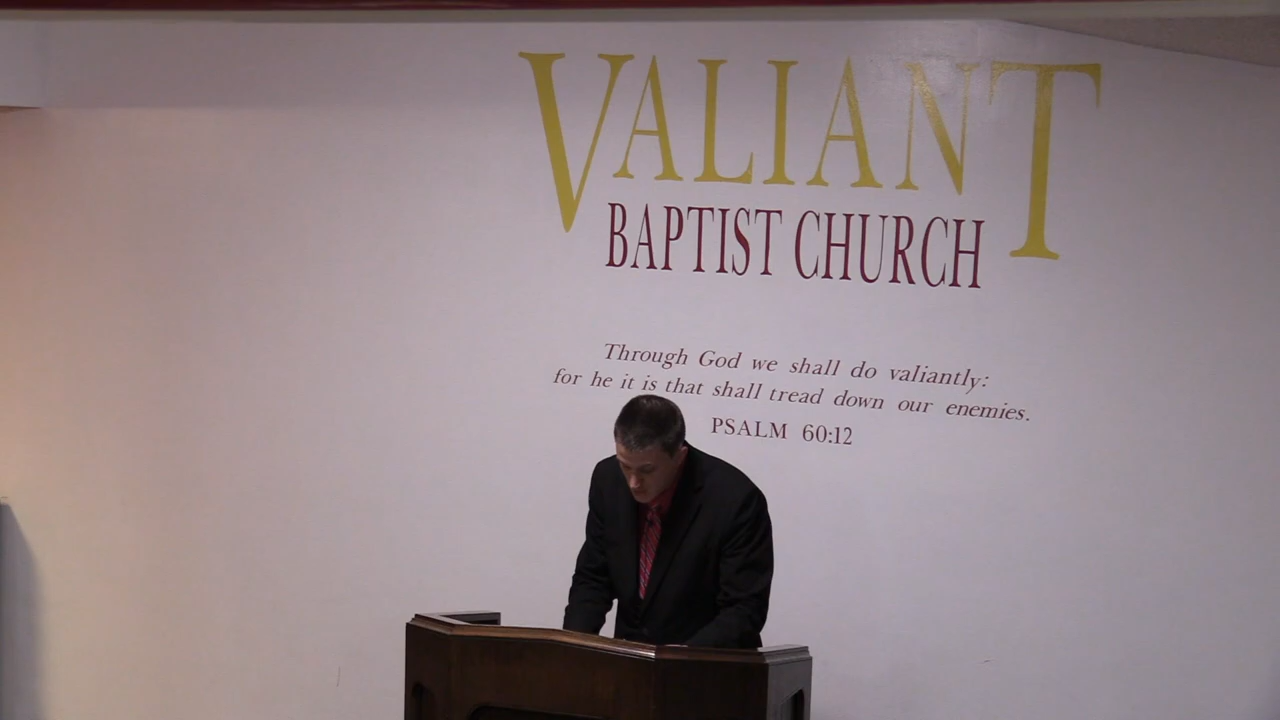 VALIANT
BAPTIST CHURCH
Through God we shall do valiantly:
for he it is that shall tread down our enemies.
PSALM 60:12